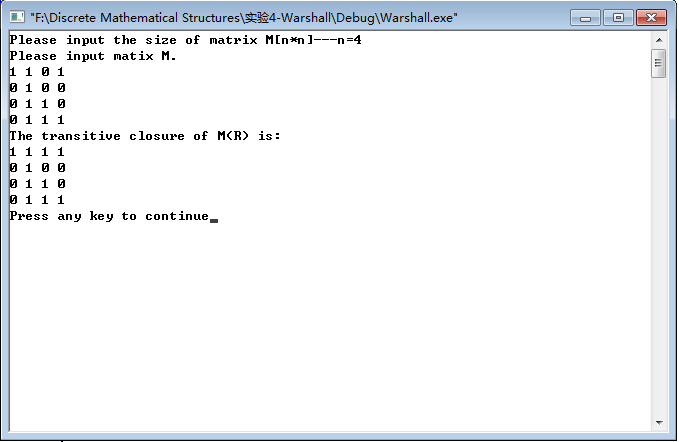 "F:\Discrete Mathematical Structures\实验4-Warshall\Debug\Warshall.exe"
Please input the size of matrix M[n*n]---n=4
Please input matix M.
1 1 0 1
0 1 0 0
0 1 1 0
0 1 1 1
The transitive closure of M(R) is:
1 1 1 1
0 1 0 0
0 1 1 0
0 1 1 1
Press any key to continue